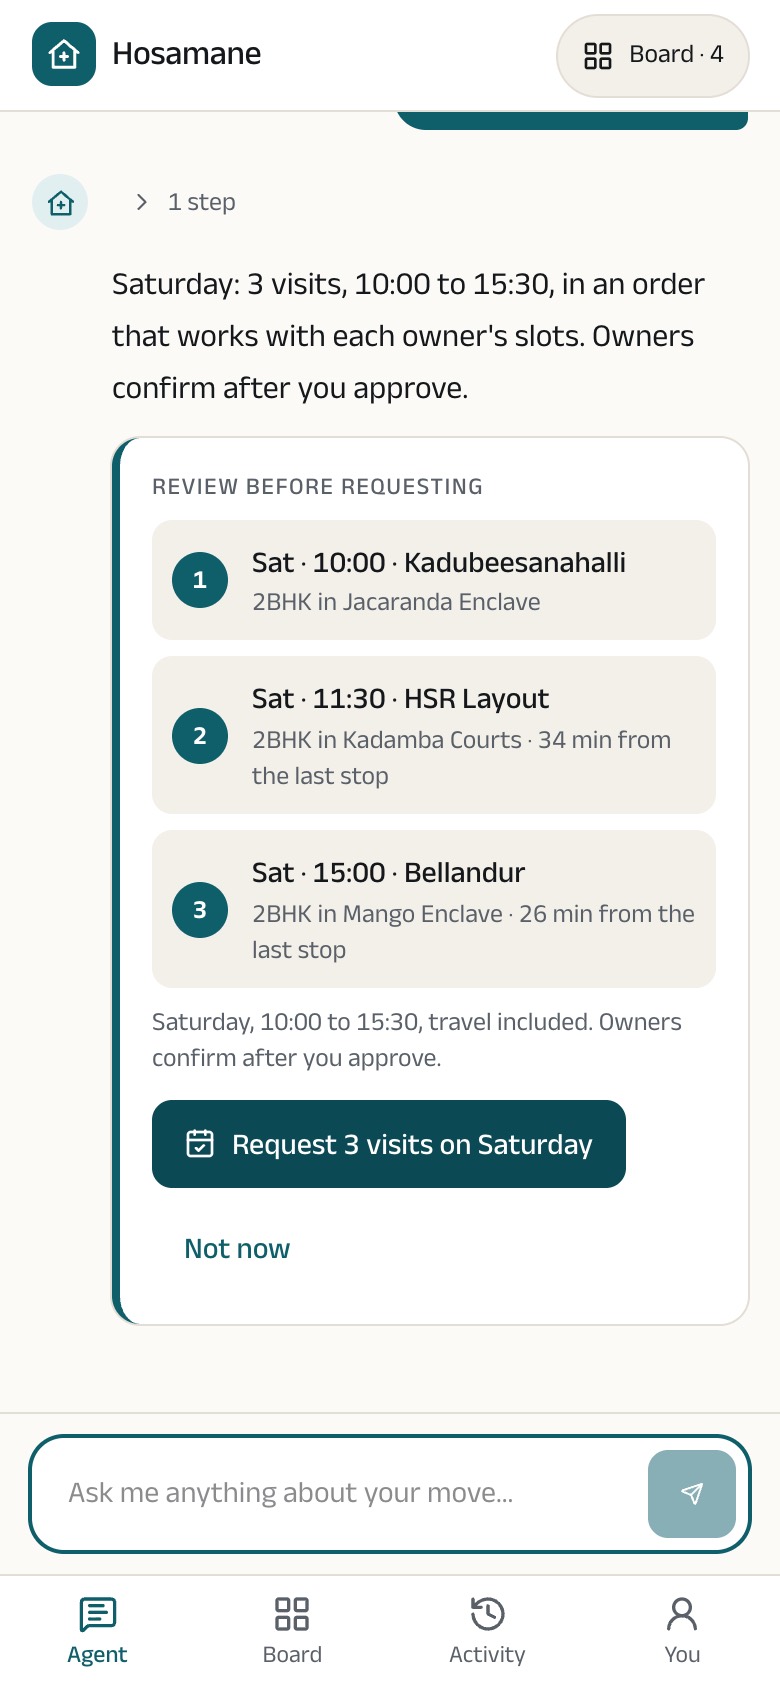 Hosamane
Board · 4
1 step
Saturday: 3 visits, 10:00 to 15:30, in an order
that works with each owner's slots. Owners
confirm after you approve.
REVIEW BEFORE REQUESTING
1
Sat · 10:00 · Kadubeesanahalli
2BHK in Jacaranda Enclave
2
Sat · 11:30 · HSR Layout
2BHK in Kadamba Courts · 34 min from
the last stop
3
Sat · 15:00 · Bellandur
2BHK in Mango Enclave · 26 min from the
last stop
Saturday, 10:00 to 15:30, travel included. Owners
confirm after you approve.
Request 3 visits on Saturday
Not now
Ask me anything about your move...
Agent
Board
Activity
You